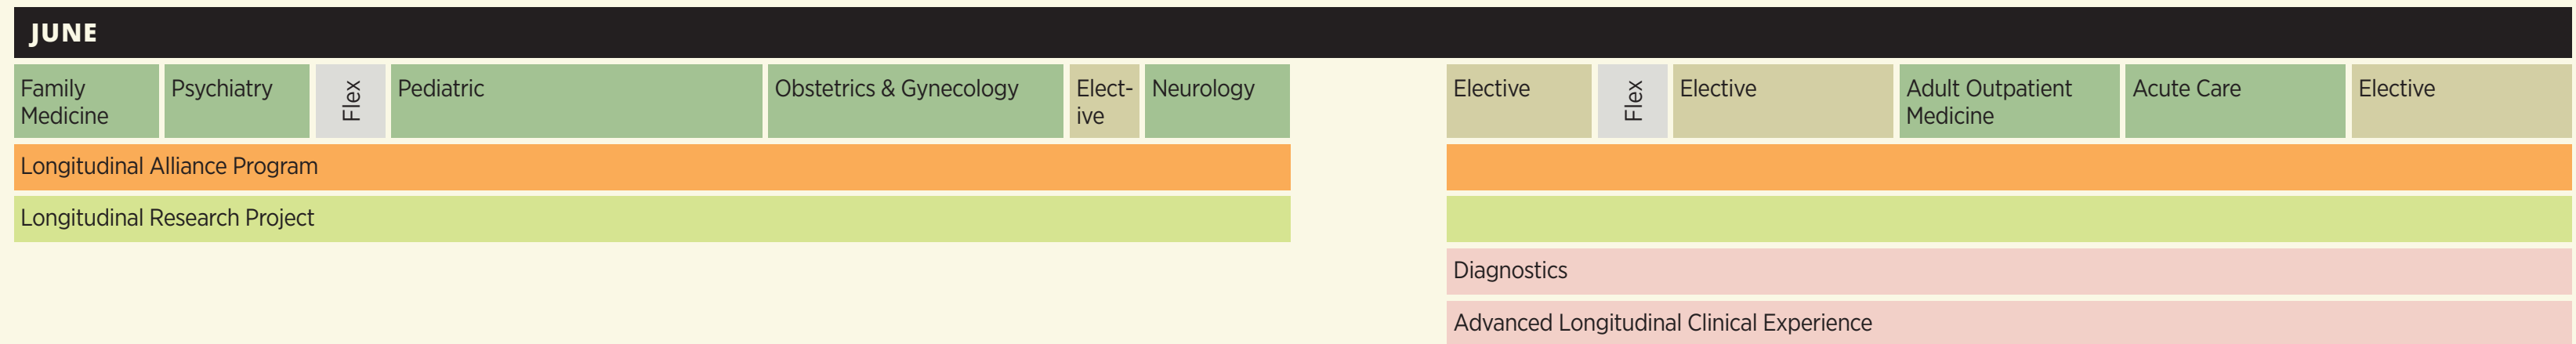 JUNE
Family
Medicine
Psychiatry
Flex
Pediatric
Obstetrics & Gynecology
Elect-
ive
Neurology
Elective
Flex
Elective
Adult Outpatient
Medicine
Acute Care
Elective
Longitudinal Alliance Program
Longitudinal Research Project
Diagnostics
Advanced Longitudinal Clinical Experience